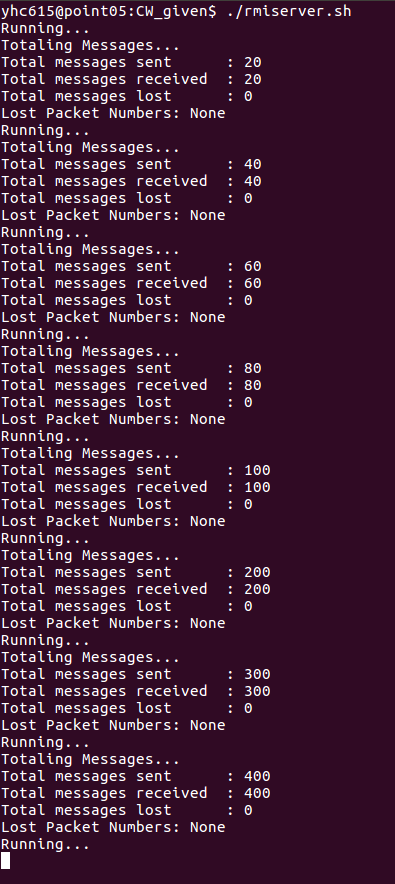 yhc615@point05:CW_given$ ./rmiserver.sh
Running...
Totaling Messages...
Total messages sent      : 20
Total messages received  : 20
Total messages lost      : 0
Lost Packet Numbers: None
Running...
Totaling Messages...
Total messages sent      : 40
Total messages received  : 40
Total messages lost      : 0
Lost Packet Numbers: None
Running...
Totaling Messages...
Total messages sent      : 60
Total messages received  : 60
Total messages lost      : 0
Lost Packet Numbers: None
Running...
Totaling Messages...
Total messages sent      : 80
Total messages received  : 80
Total messages lost      : 0
Lost Packet Numbers: None
Running...
Totaling Messages...
Total messages sent      : 100
Total messages received  : 100
Total messages lost      : 0
Lost Packet Numbers: None
Running...
Totaling Messages...
Total messages sent      : 200
Total messages received  : 200
Total messages lost      : 0
Lost Packet Numbers: None
Running...
Totaling Messages...
Total messages sent      : 300
Total messages received  : 300
Total messages lost      : 0
Lost Packet Numbers: None
Running...
Totaling Messages...
Total messages sent      : 400
Total messages received  : 400
Total messages lost      : 0
Lost Packet Numbers: None
Running...